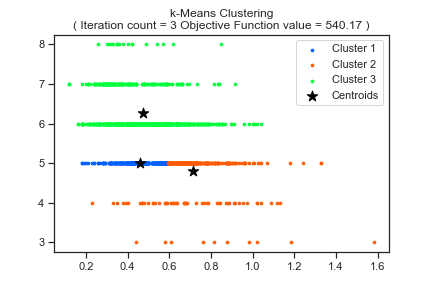 k-Means Clustering
( Iteration count = 3 Objective Function value = 540.17 )
8
7
6
5
4
3
Cluster 1
Cluster 2
Cluster 3
Centroids
0.2 0.4 0.6 0.8 1.0 1.2 1.4 1.6